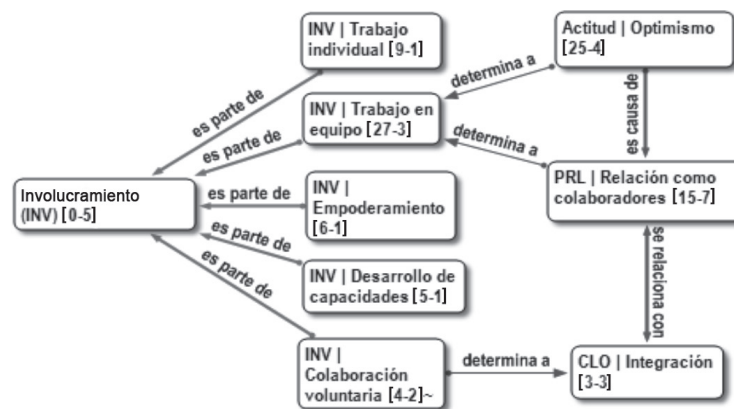 INV | Trabajo
individual [9-1]
Actitud | Optimismo
[25-4]
determina a
es parte de
INV | Trabajo en
equipo [27-3]
es parte de
determina a
es causa de
Involucramiento
(INV) [0-5]
es parte de
INV |
Empoderamiento
[6-1]
PRL | Relación como
colaboradores [15-7]
es parte de
INV | Desarrollo de
capacidades [5-1]
es parte de
se relaciona con
INV |
Colaboración
voluntaria [4-2]~
determina a
CLO | Integración
[3-3]